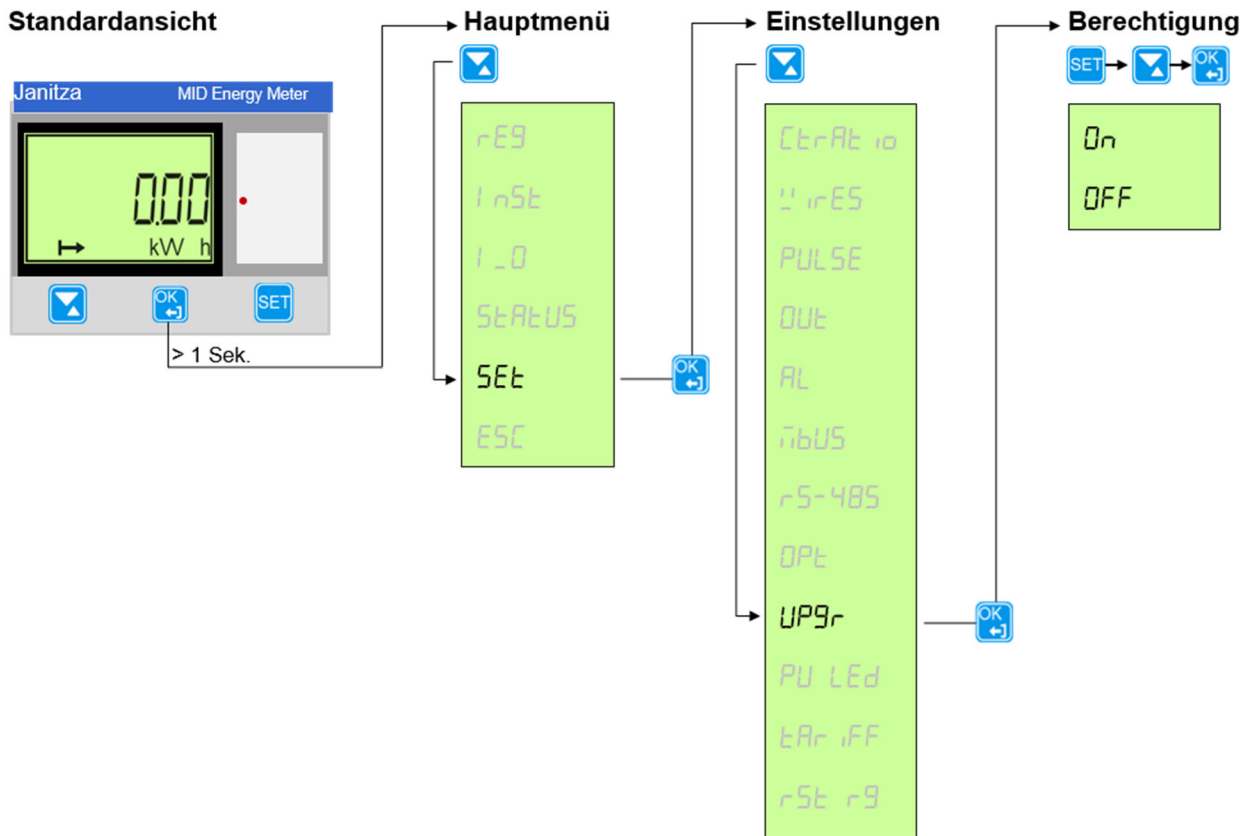 Standardansicht
Janitza MID Energy Meter
0.00
kW h
OK
SET
> 1 Sek.
Hauptmenü
rEg
InSt
I_O
StAtUS
SEt
ESC
OK
Einstellungen
CtrAtio
WirES
PULSE
OUt
AL
MbUS
rS-485
OPt
UPgr
PU LEd
tAriFF
rSt rg
OK
Berechtigung
SET
OK
On
OFF